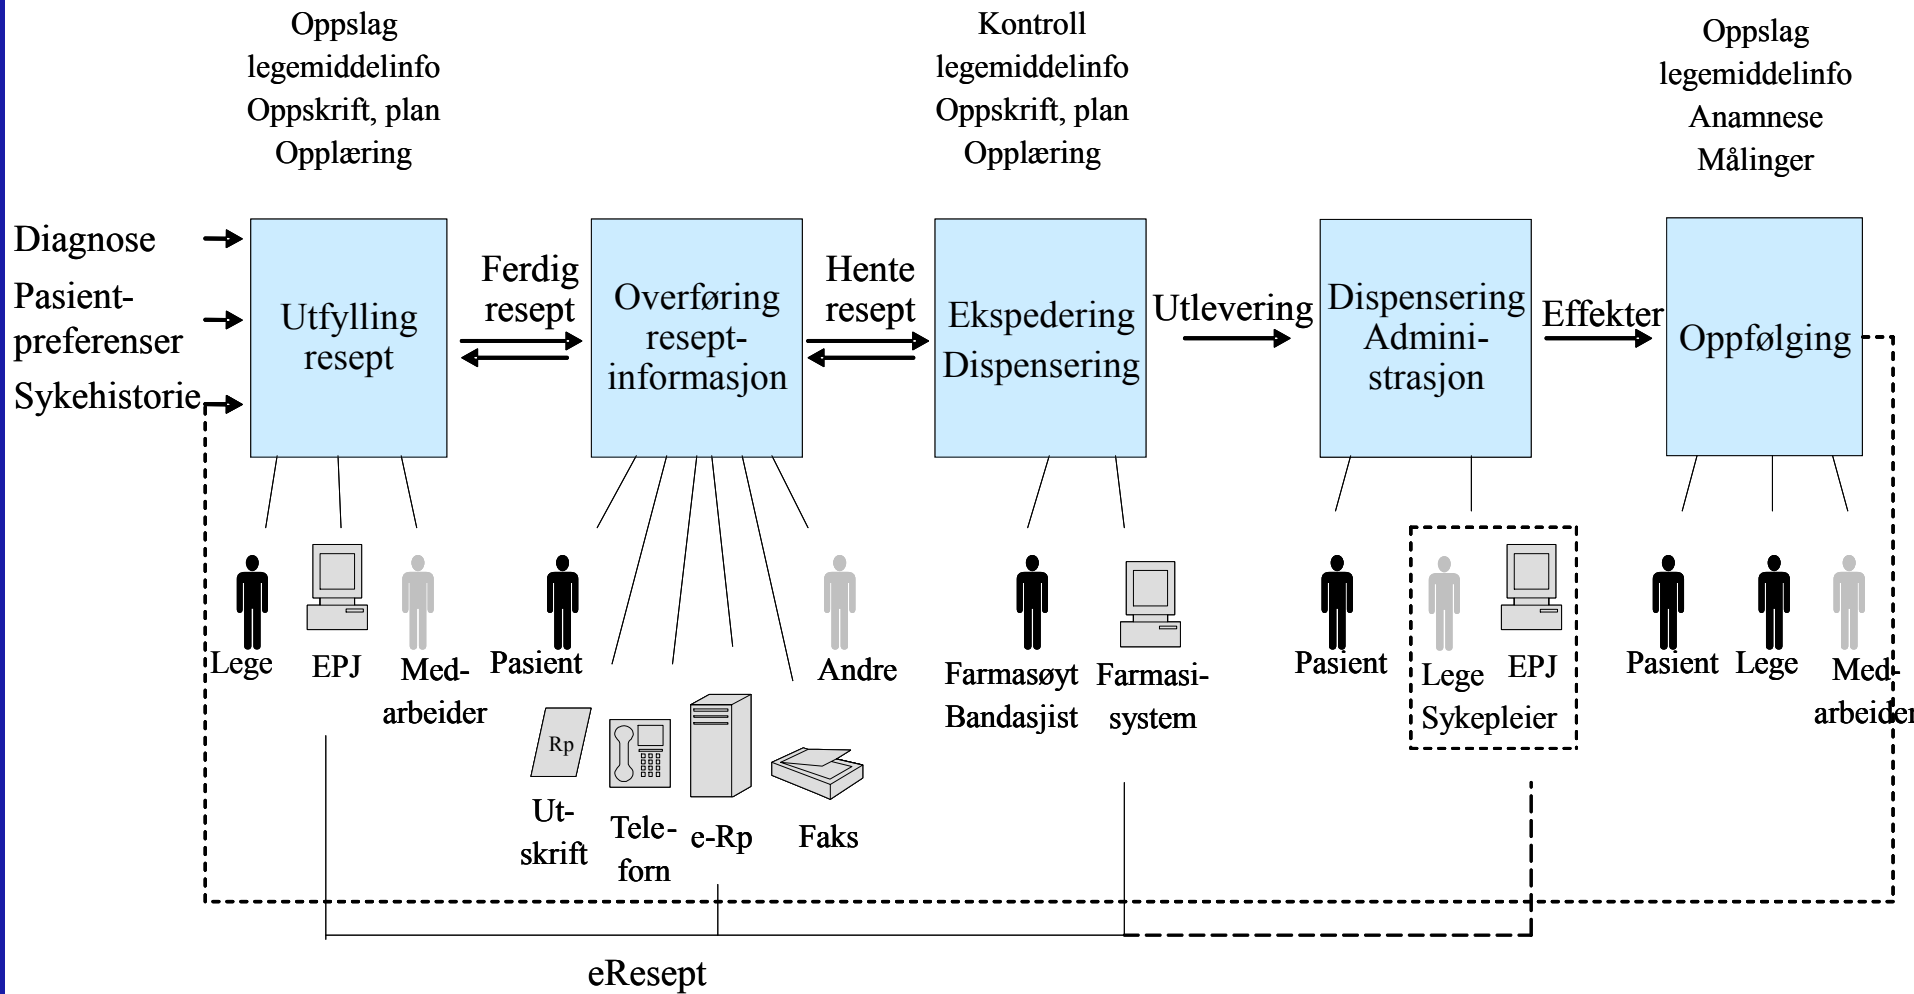 Oppslag
legemiddelinfo
Oppskrift, plan
Opplæring
Kontroll
legemiddelinfo
Oppskrift, plan
Opplæring
Oppslag
legemiddelinfo
Anamnese
Målinger
Diagnose
Pasient-
preferenser
Sykehistorie
Utfylling
resept
Ferdig
resept
Overføring
resept-
informasjon
Hente
resept
Ekspedering
Dispensering
Utlevering
Dispensering
Admini-
strasjon
Effekter
Oppfølging
Lege
EPJ
Med-
arbeider
Pasient
Rp
Ut-
skrift
Tele-
forn
e-Rp
Faks
Andre
Farmasøyt
Bandasjist
Farmasi-
system
Pasient
Lege
Sykepleier
EPJ
Pasient
Lege
Med-
arbeider
eResept